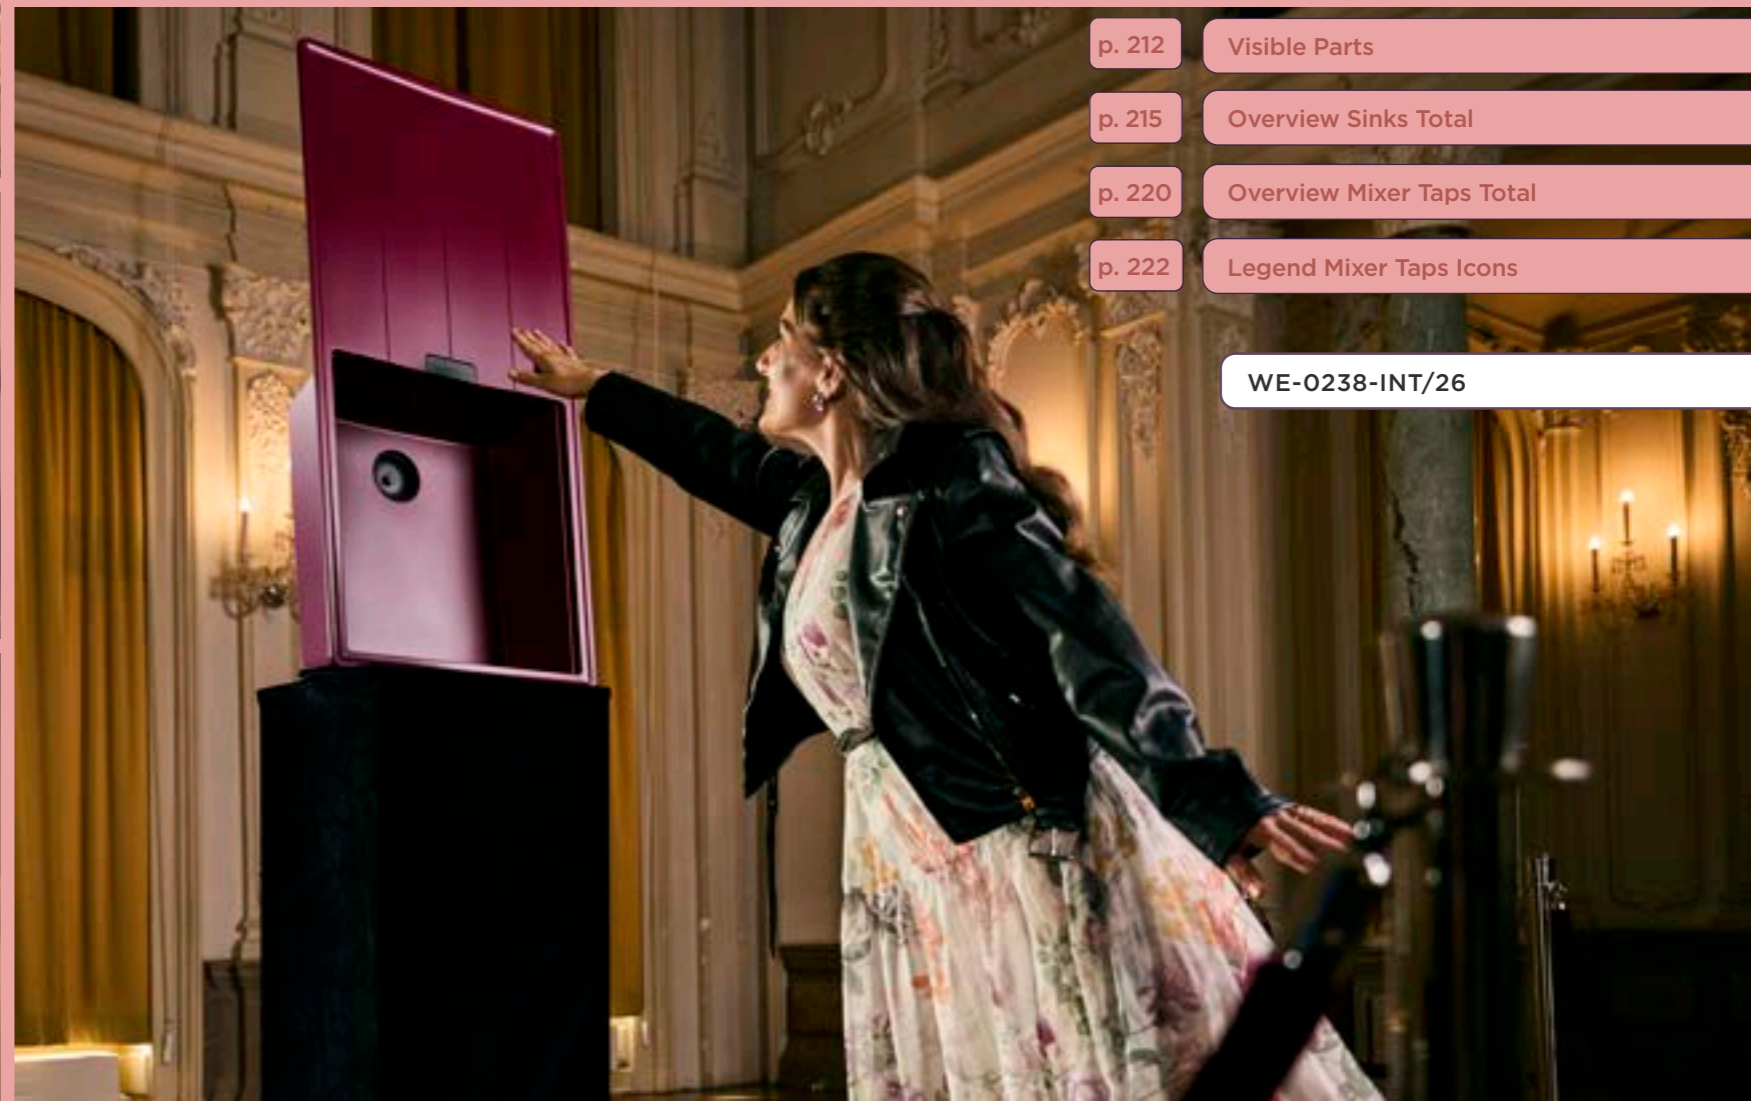 p. 212 Visible Parts
p. 215 Overview Sinks Total
p. 220 Overview Mixer Taps Total
p. 222 Legend Mixer Taps Icons
WE-0238-INT/26